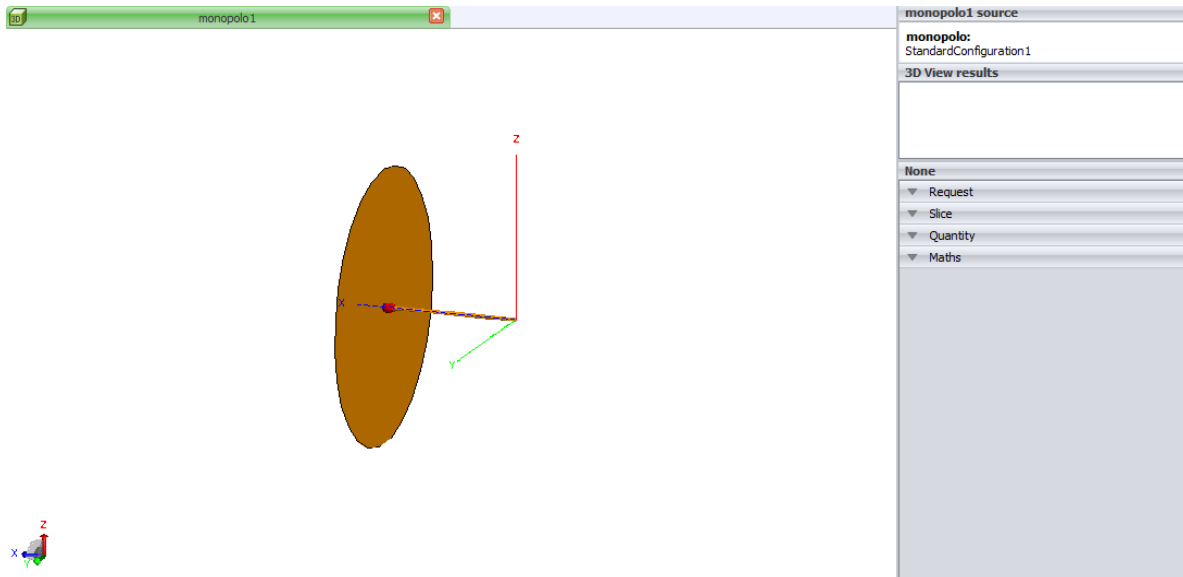 3D
monopolo1
monopolo1 source
monopolo:
StandardConfiguration1
3D View results
None
Request
Slice
Quantity
Maths
Z
X
Y
Z
X
Y